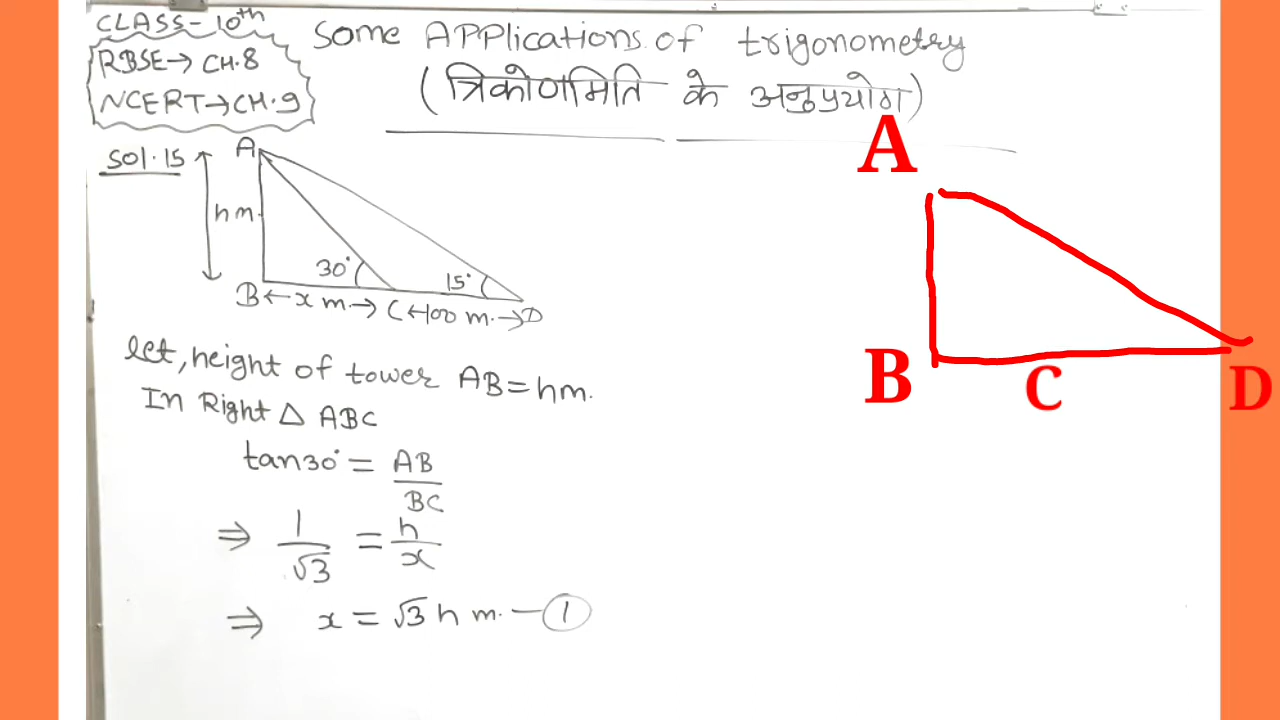 CLASS- 10th
RBSE→ CH.8
NCERT→CH.9
Some APPlications of trigonometry
(त्रिकोणमिति के अनुप्रयोग)
Sol.15
A
h m.
30°
15°
B ← x m. → C ← 100 m. → D
let, height of tower AB = hm.
In Right △ ABC
tan30° = AB/BC
⇒ 1/√3 = h/x
⇒ x = √3 h m. — ①
A
B
C
D